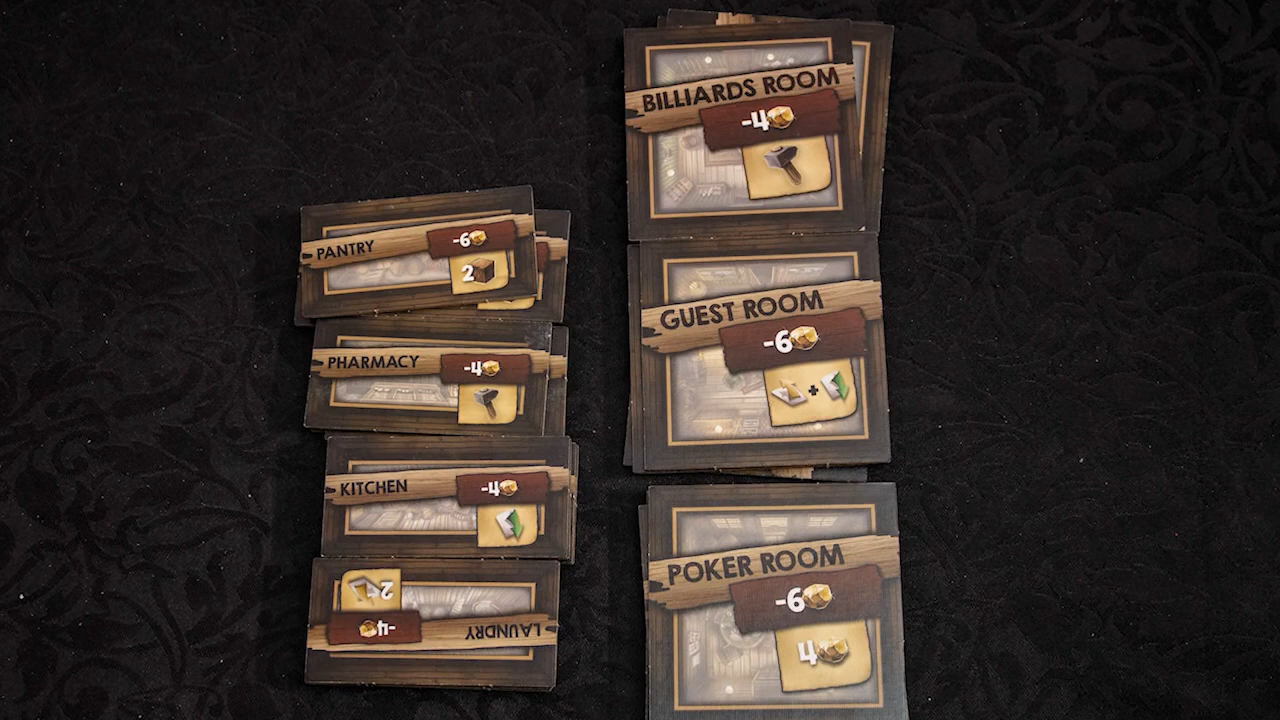 PANTRY
-6
2
PHARMACY
-4
KITCHEN
-4
LAUNDRY
-4
2
BILLIARDS ROOM
-4
GUEST ROOM
-6
+
POKER ROOM
-6
4